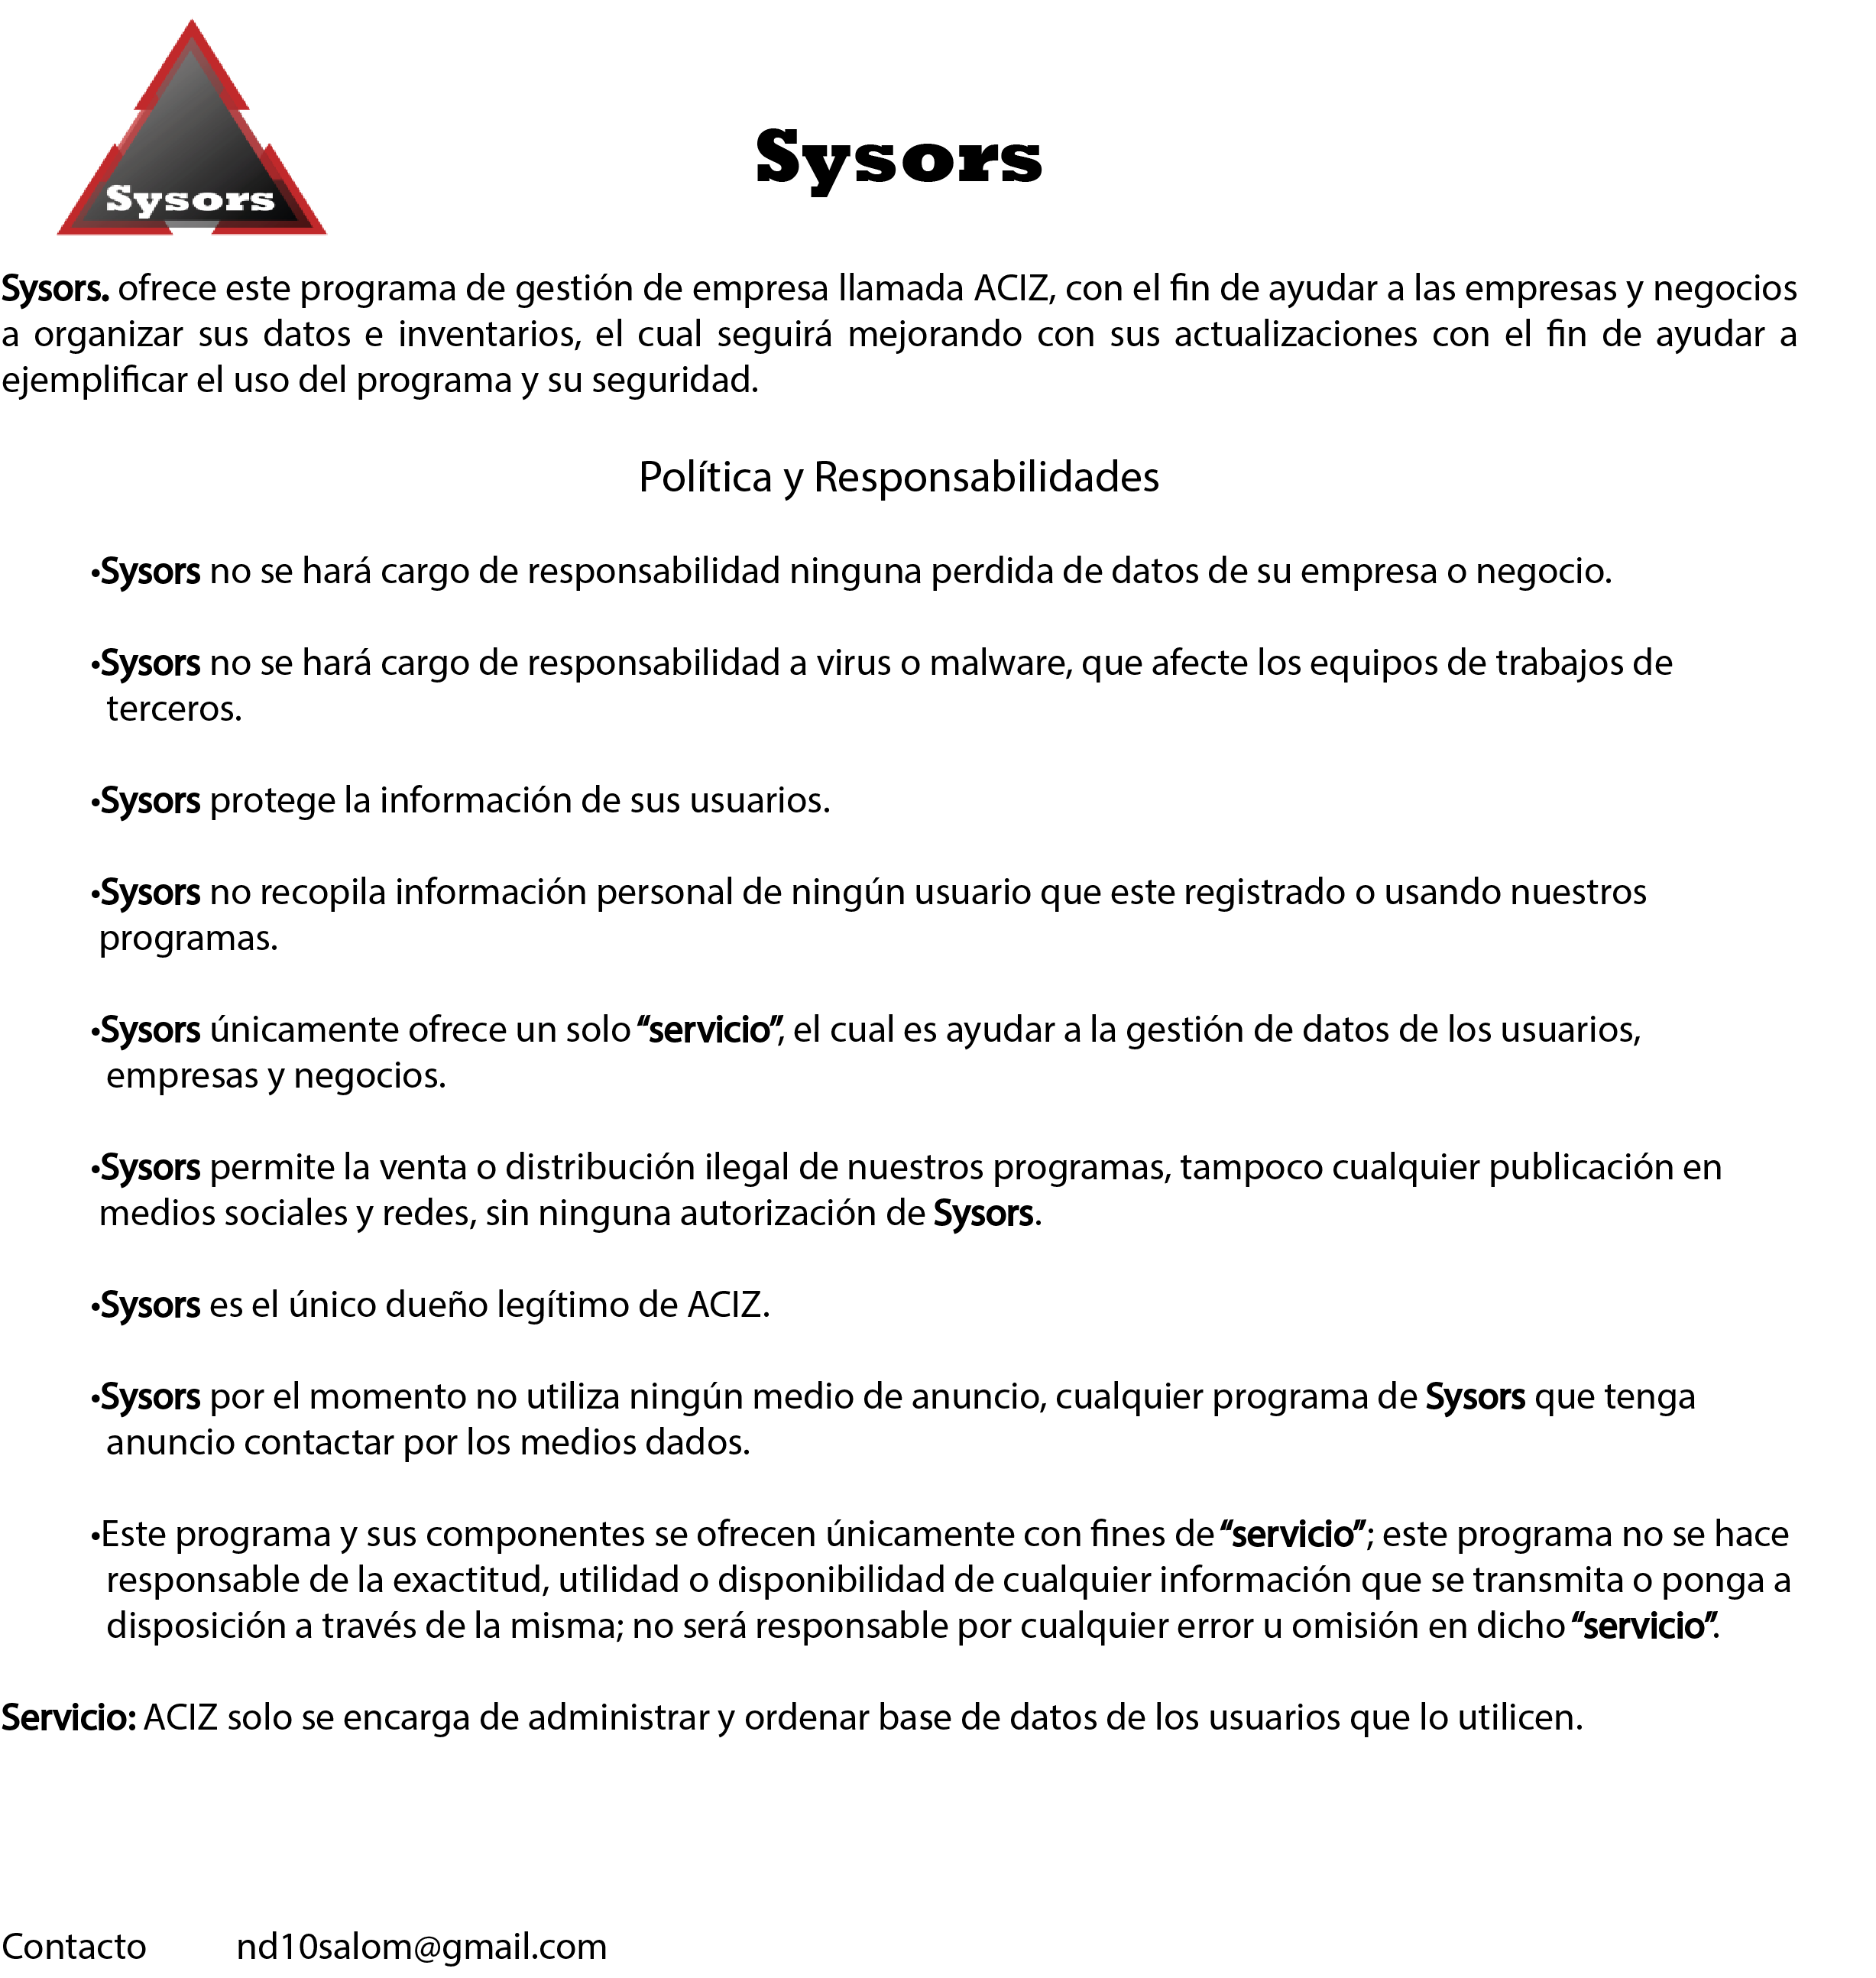 Sysors
Sysors
Sysors. ofrece este programa de gestión de empresa llamada ACIZ, con el fin de ayudar a las empresas y negocios
a organizar sus datos e inventarios, el cual seguirá mejorando con sus actualizaciones con el fin de ayudar a
ejemplificar el uso del programa y su seguridad.
Política y Responsabilidades
•Sysors no se hará cargo de responsabilidad ninguna perdida de datos de su empresa o negocio.
•Sysors no se hará cargo de responsabilidad a virus o malware, que afecte los equipos de trabajos de
terceros.
•Sysors protege la información de sus usuarios.
•Sysors no recopila información personal de ningún usuario que este registrado o usando nuestros
programas.
•Sysors únicamente ofrece un solo “servicio”, el cual es ayudar a la gestión de datos de los usuarios,
empresas y negocios.
•Sysors permite la venta o distribución ilegal de nuestros programas, tampoco cualquier publicación en
medios sociales y redes, sin ninguna autorización de Sysors.
•Sysors es el único dueño legítimo de ACIZ.
•Sysors por el momento no utiliza ningún medio de anuncio, cualquier programa de Sysors que tenga
anuncio contactar por los medios dados.
•Este programa y sus componentes se ofrecen únicamente con fines de “servicio”; este programa no se hace
responsable de la exactitud, utilidad o disponibilidad de cualquier información que se transmita o ponga a
disposición a través de la misma; no será responsable por cualquier error u omisión en dicho “servicio”.
Servicio: ACIZ solo se encarga de administrar y ordenar base de datos de los usuarios que lo utilicen.
Contacto nd10salom@gmail.com